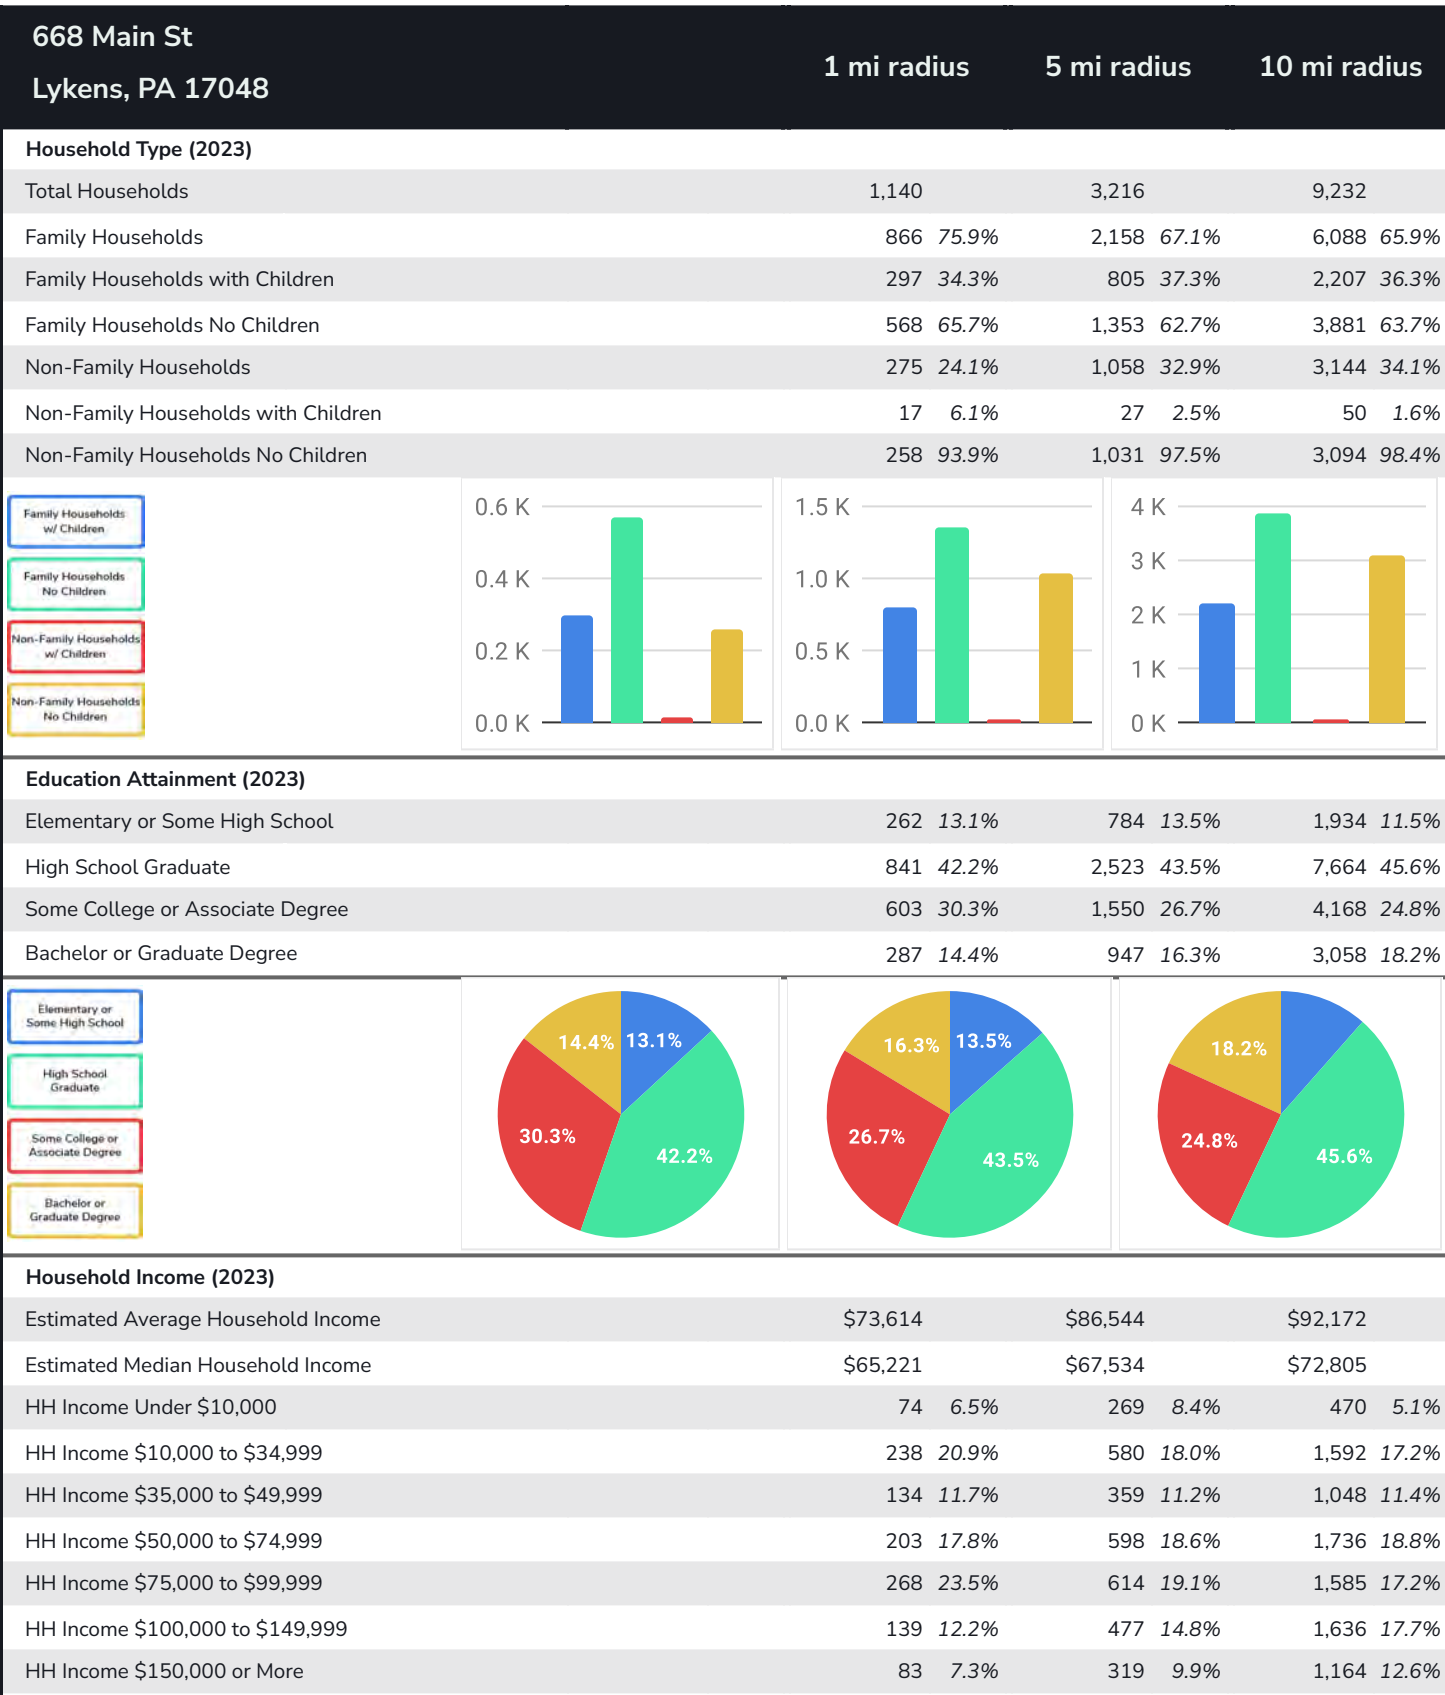 668 Main St
Lykens, PA 17048
1 mi radius 5 mi radius 10 mi radius
Household Type (2023)
Total Households 1,140 3,216 9,232
Family Households 866 75.9% 2,158 67.1% 6,088 65.9%
Family Households with Children 297 34.3% 805 37.3% 2,207 36.3%
Family Households No Children 568 65.7% 1,353 62.7% 3,881 63.7%
Non-Family Households 275 24.1% 1,058 32.9% 3,144 34.1%
Non-Family Households with Children 17 6.1% 27 2.5% 50 1.6%
Non-Family Households No Children 258 93.9% 1,031 97.5% 3,094 98.4%
Family Households
w/ Children
Family Households
No Children
Non-Family Households
w/ Children
Non-Family Households
No Children
0.6 K
0.4 K
0.2 K
0.0 K
1.5 K
1.0 K
0.5 K
0.0 K
4 K
3 K
2 K
1 K
0 K
Education Attainment (2023)
Elementary or Some High School 262 13.1% 784 13.5% 1,934 11.5%
High School Graduate 841 42.2% 2,523 43.5% 7,664 45.6%
Some College or Associate Degree 603 30.3% 1,550 26.7% 4,168 24.8%
Bachelor or Graduate Degree 287 14.4% 947 16.3% 3,058 18.2%
Elementary or
Some High School
High School
Graduate
Some College or
Associate Degree
Bachelor or
Graduate Degree
14.4% 13.1%
30.3%
42.2%
16.3% 13.5%
26.7%
43.5%
18.2%
24.8%
45.6%
Household Income (2023)
Estimated Average Household Income $73,614 $86,544 $92,172
Estimated Median Household Income $65,221 $67,534 $72,805
HH Income Under $10,000 74 6.5% 269 8.4% 470 5.1%
HH Income $10,000 to $34,999 238 20.9% 580 18.0% 1,592 17.2%
HH Income $35,000 to $49,999 134 11.7% 359 11.2% 1,048 11.4%
HH Income $50,000 to $74,999 203 17.8% 598 18.6% 1,736 18.8%
HH Income $75,000 to $99,999 268 23.5% 614 19.1% 1,585 17.2%
HH Income $100,000 to $149,999 139 12.2% 477 14.8% 1,636 17.7%
HH Income $150,000 or More 83 7.3% 319 9.9% 1,164 12.6%